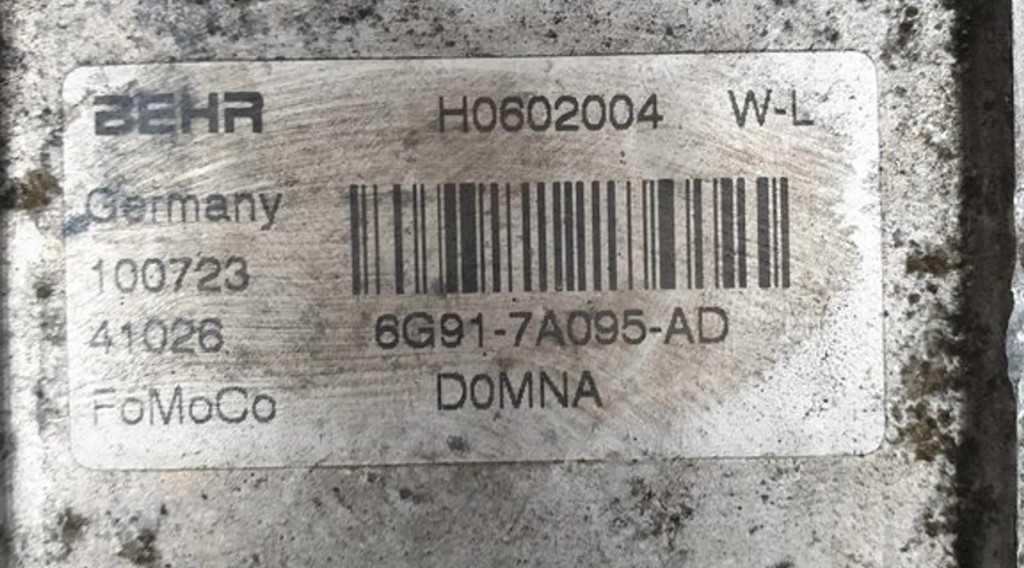 BEHR H0602004 W-L
Germany
100723
41026 6G91-7A095-AD
FoMoCo D0MNA